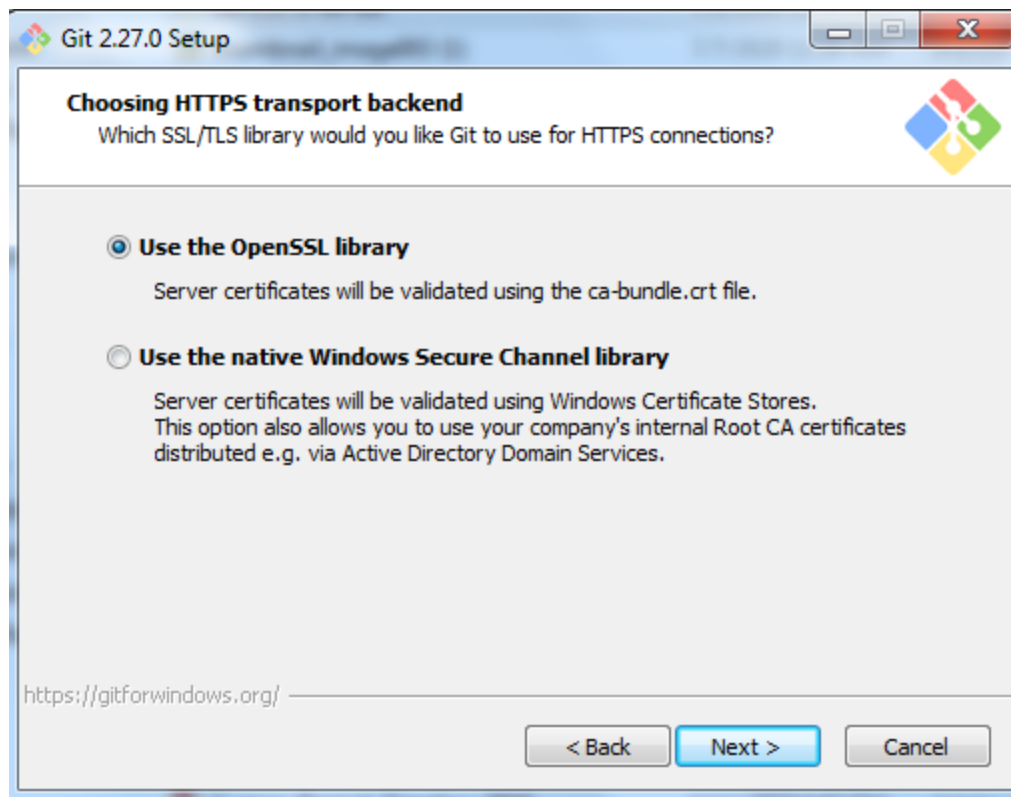 Git 2.27.0 Setup
Choosing HTTPS transport backend
Which SSL/TLS library would you like Git to use for HTTPS connections?
Use the OpenSSL library
Server certificates will be validated using the ca-bundle.crt file.
Use the native Windows Secure Channel library
Server certificates will be validated using Windows Certificate Stores.
This option also allows you to use your company's internal Root CA certificates
distributed e.g. via Active Directory Domain Services.
https://gitforwindows.org/
< Back
Next >
Cancel